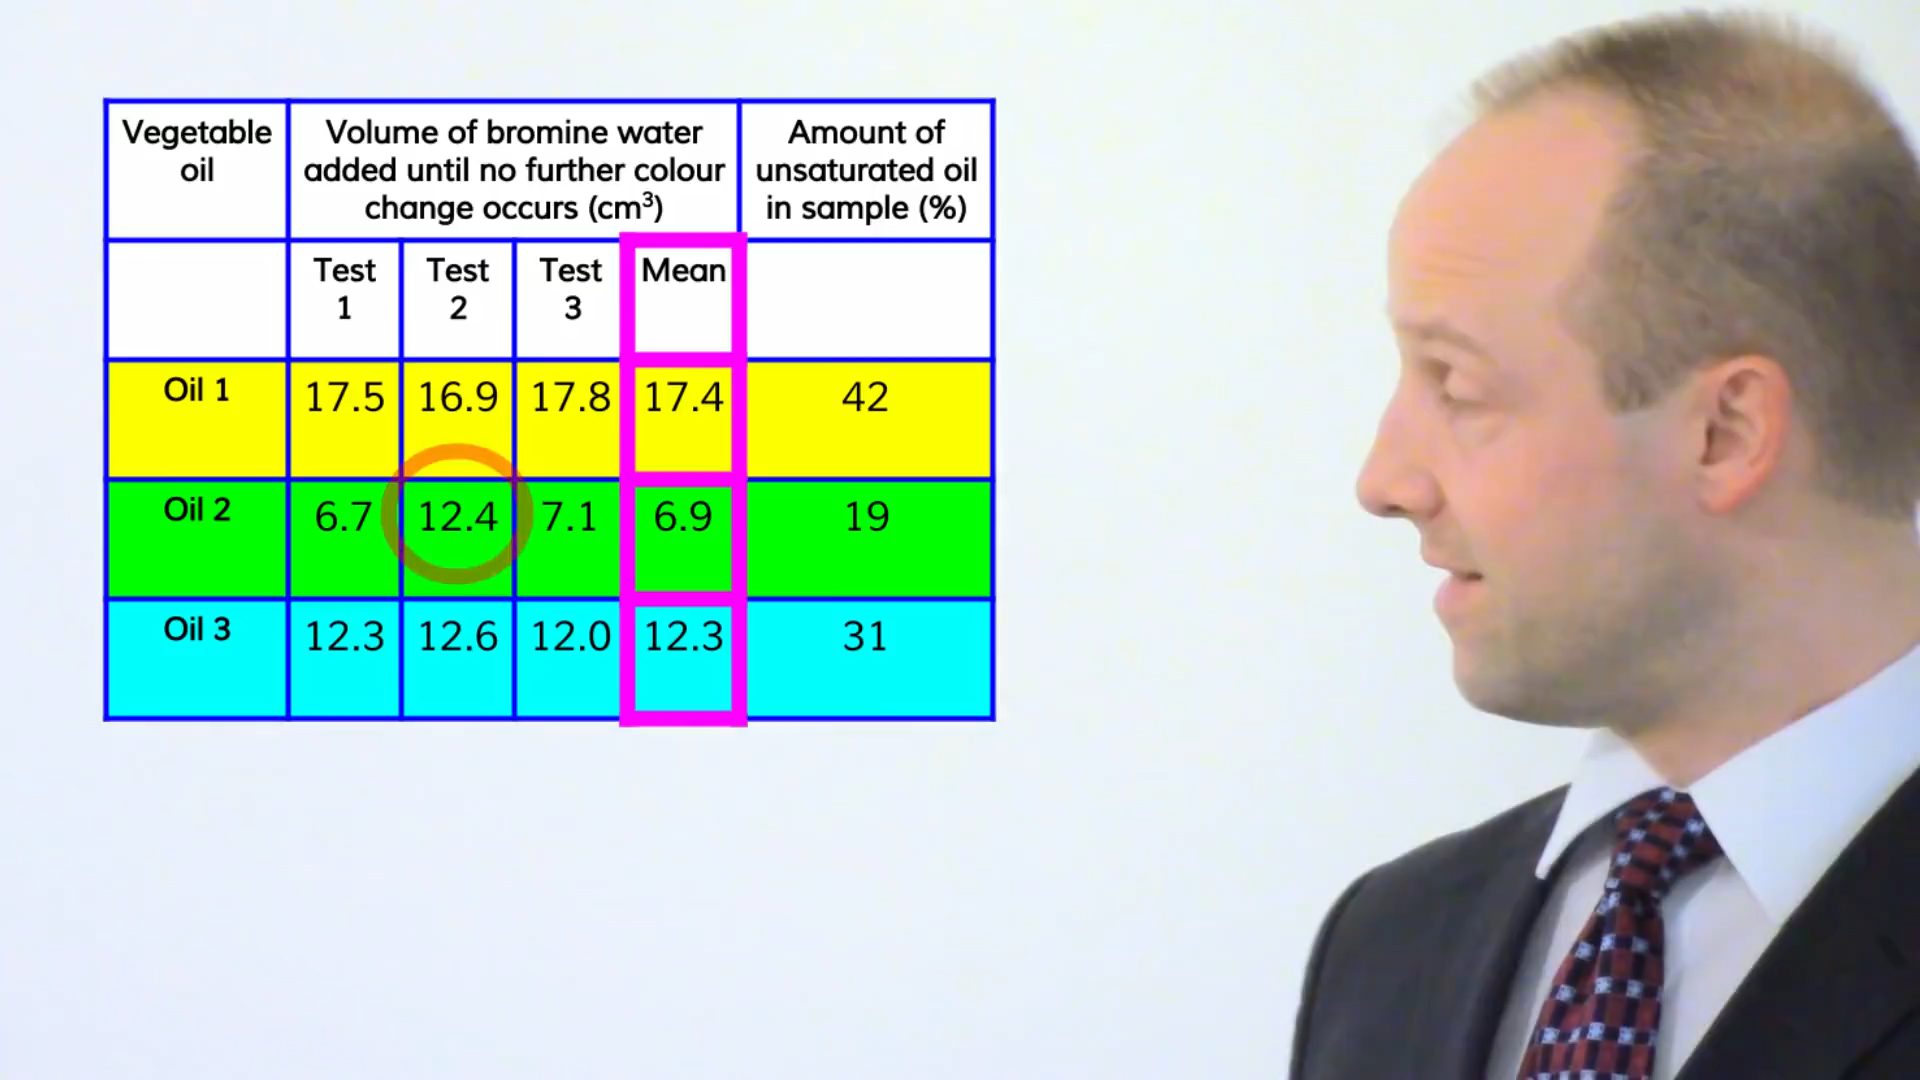 Vegetable oil
Volume of bromine water added until no further colour change occurs (cm³)
Amount of unsaturated oil in sample (%)
Test 1
Test 2
Test 3
Mean
Oil 1 17.5 16.9 17.8 17.4 42
Oil 2 6.7 12.4 7.1 6.9 19
Oil 3 12.3 12.6 12.0 12.3 31